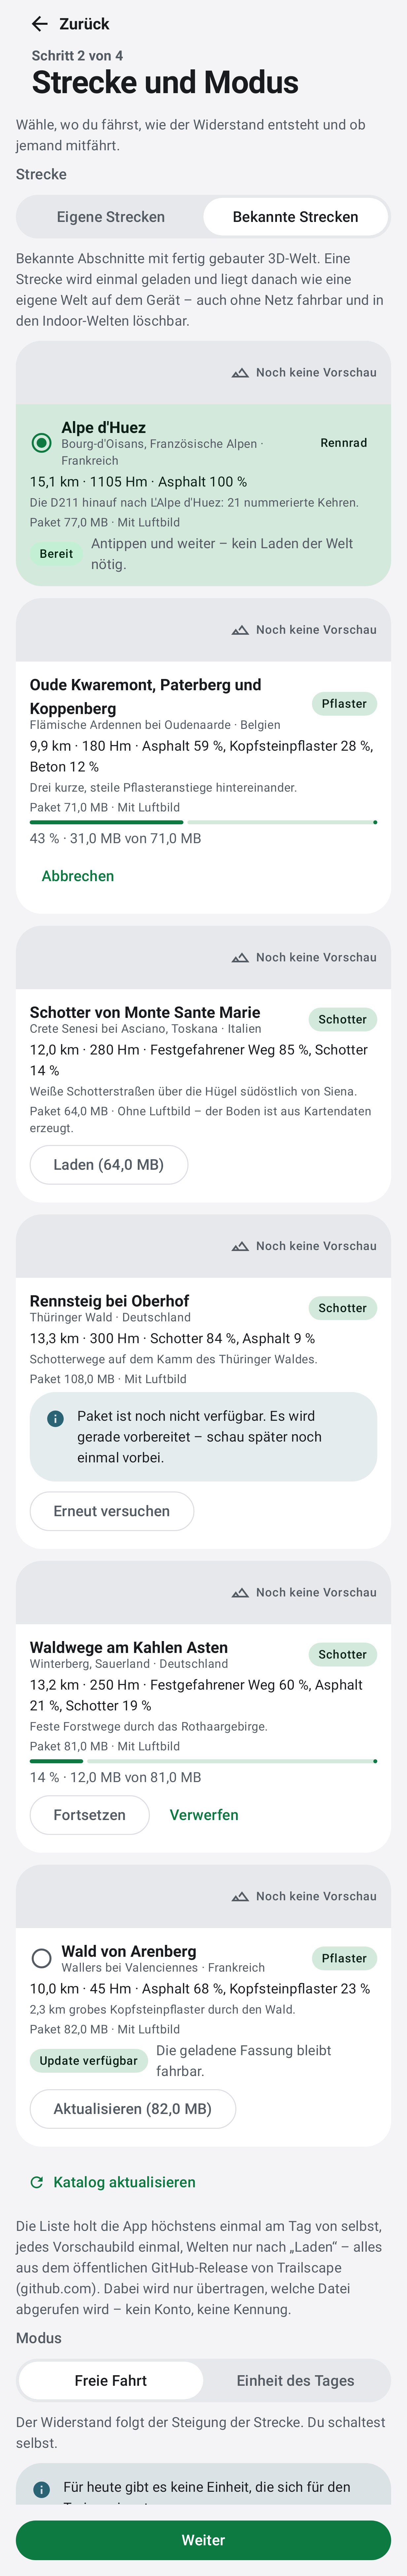 Zurück
Schritt 2 von 4
Strecke und Modus
Wähle, wo du fährst, wie der Widerstand entsteht und ob
jemand mitfährt.
Strecke
Eigene Strecken
Bekannte Strecken
Bekannte Abschnitte mit fertig gebauter 3D-Welt. Eine
Strecke wird einmal geladen und liegt danach wie eine
eigene Welt auf dem Gerät – auch ohne Netz fahrbar und in
den Indoor-Welten löschbar.
Noch keine Vorschau
Alpe d'Huez
Bourg-d'Oisans, Französische Alpen ·
Frankreich
Rennrad
15,1 km · 1105 Hm · Asphalt 100 %
Die D211 hinauf nach L'Alpe d'Huez: 21 nummerierte Kehren.
Paket 77,0 MB · Mit Luftbild
Bereit
Antippen und weiter – kein Laden der Welt
nötig.
Noch keine Vorschau
Oude Kwaremont, Paterberg und
Koppenberg
Flämische Ardennen bei Oudenaarde · Belgien
Pflaster
9,9 km · 180 Hm · Asphalt 59 %, Kopfsteinpflaster 28 %,
Beton 12 %
Drei kurze, steile Pflasteranstiege hintereinander.
Paket 71,0 MB · Mit Luftbild
43 % · 31,0 MB von 71,0 MB
Abbrechen
Noch keine Vorschau
Schotter von Monte Sante Marie
Crete Senesi bei Asciano, Toskana · Italien
Schotter
12,0 km · 280 Hm · Festgefahrener Weg 85 %, Schotter
14 %
Weiße Schotterstraßen über die Hügel südöstlich von Siena.
Paket 64,0 MB · Ohne Luftbild – der Boden ist aus Kartendaten
erzeugt.
Laden (64,0 MB)
Noch keine Vorschau
Rennsteig bei Oberhof
Thüringer Wald · Deutschland
Schotter
13,3 km · 300 Hm · Schotter 84 %, Asphalt 9 %
Schotterwege auf dem Kamm des Thüringer Waldes.
Paket 108,0 MB · Mit Luftbild
Paket ist noch nicht verfügbar. Es wird
gerade vorbereitet – schau später noch
einmal vorbei.
Erneut versuchen
Noch keine Vorschau
Waldwege am Kahlen Asten
Winterberg, Sauerland · Deutschland
Schotter
13,2 km · 250 Hm · Festgefahrener Weg 60 %, Asphalt
21 %, Schotter 19 %
Feste Forstwege durch das Rothaargebirge.
Paket 81,0 MB · Mit Luftbild
14 % · 12,0 MB von 81,0 MB
Fortsetzen
Verwerfen
Noch keine Vorschau
Wald von Arenberg
Wallers bei Valenciennes · Frankreich
Pflaster
10,0 km · 45 Hm · Asphalt 68 %, Kopfsteinpflaster 23 %
2,3 km grobes Kopfsteinpflaster durch den Wald.
Paket 82,0 MB · Mit Luftbild
Update verfügbar
Die geladene Fassung bleibt
fahrbar.
Aktualisieren (82,0 MB)
Katalog aktualisieren
Die Liste holt die App höchstens einmal am Tag von selbst,
jedes Vorschaubild einmal, Welten nur nach „Laden“ – alles
aus dem öffentlichen GitHub-Release von Trailscape
(github.com). Dabei wird nur übertragen, welche Datei
abgerufen wird – kein Konto, keine Kennung.
Modus
Freie Fahrt
Einheit des Tages
Der Widerstand folgt der Steigung der Strecke. Du schaltest
selbst.
Für heute gibt es keine Einheit, die sich für den
Weiter